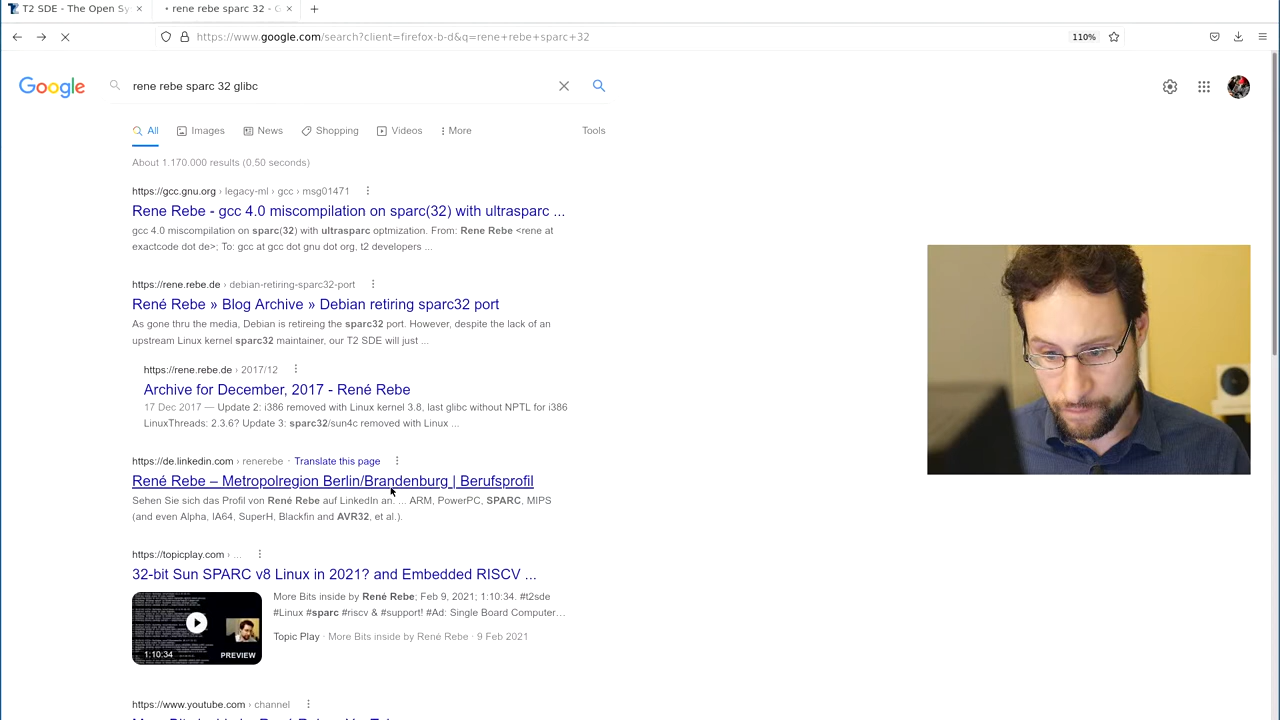 T2 SDE - The Open Sy
rene rebe sparc 32 - G
https://www.google.com/search?client=firefox-b-d&q=rene+rebe+sparc+32
110%
Google
rene rebe sparc 32 glibc
All
Images
News
Shopping
Videos
More
Tools
About 1.170.000 results (0.50 seconds)
https://gcc.gnu.org › legacy-ml › gcc › msg01471
Rene Rebe - gcc 4.0 miscompilation on sparc(32) with ultrasparc ...
gcc 4.0 miscompilation on sparc(32) with ultrasparc optmization. From: Rene Rebe <rene at
exactcode dot de>; To: gcc at gcc dot gnu dot org, t2 developers ...
https://rene.rebe.de › debian-retiring-sparc32-port
René Rebe » Blog Archive » Debian retiring sparc32 port
As gone thru the media, Debian is retireing the sparc32 port. However, despite the lack of an
upstream Linux kernel sparc32 maintainer, our T2 SDE will just ...
https://rene.rebe.de › 2017/12
Archive for December, 2017 - René Rebe
17 Dec 2017 — Update 2: i386 removed with Linux kernel 3.8, last glibc without NPTL for i386
LinuxThreads: 2.3.6? Update 3: sparc32/sun4c removed with Linux ...
https://de.linkedin.com › renerebe · Translate this page
René Rebe – Metropolregion Berlin/Brandenburg | Berufsprofil
Sehen Sie sich das Profil von René Rebe auf LinkedIn an. ... ARM, PowerPC, SPARC, MIPS
(and even Alpha, IA64, SuperH, Blackfin and AVR32, et al.).
https://topicplay.com › ...
32-bit Sun SPARC v8 Linux in 2021? and Embedded RISCV ...
More Bits inside by René Rebe; Feb 9, 2021; 1:10:37; #T2sde
#Linux #sparc #riscv & #superh! #Ad: Single Board Computer...
1:10:34
PREVIEW
https://www.youtube.com › channel